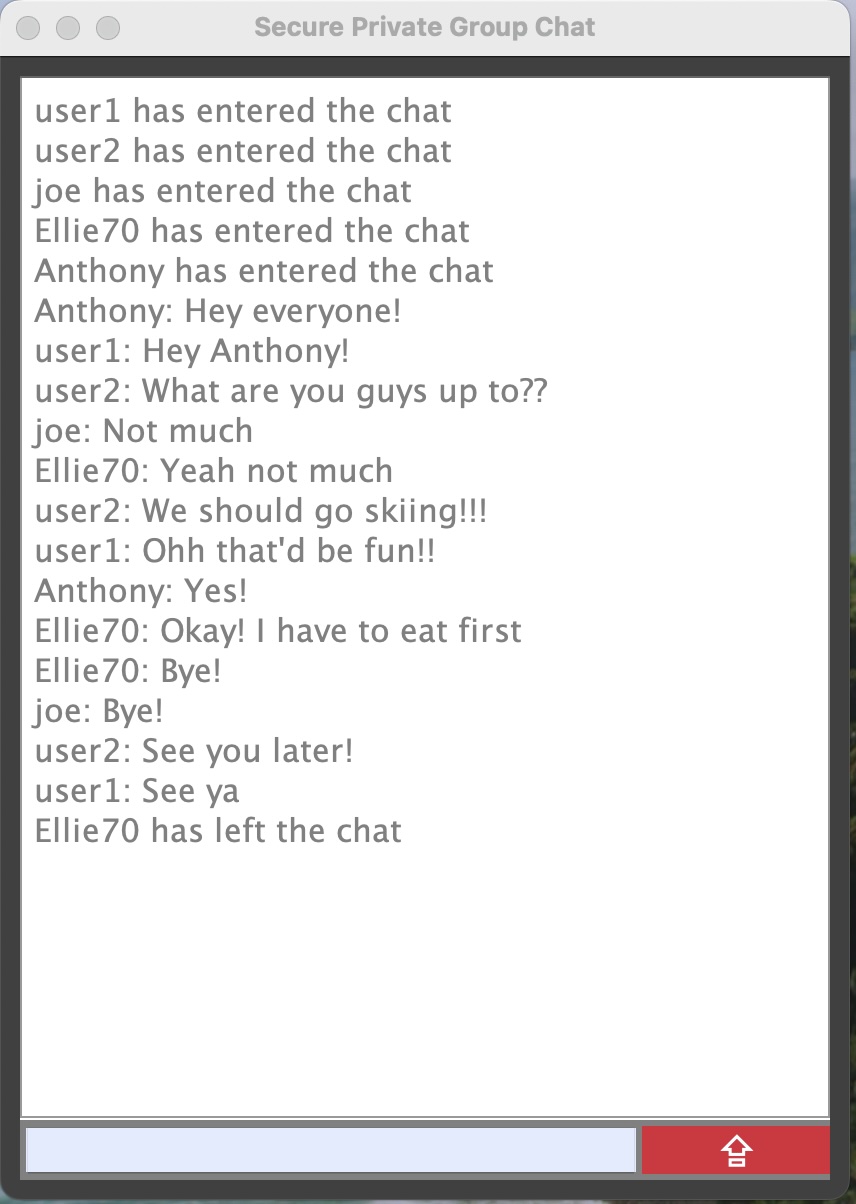 Secure Private Group Chat
user1 has entered the chat
user2 has entered the chat
joe has entered the chat
Ellie70 has entered the chat
Anthony has entered the chat
Anthony: Hey everyone!
user1: Hey Anthony!
user2: What are you guys up to??
joe: Not much
Ellie70: Yeah not much
user2: We should go skiing!!!
user1: Ohh that'd be fun!!
Anthony: Yes!
Ellie70: Okay! I have to eat first
Ellie70: Bye!
joe: Bye!
user2: See you later!
user1: See ya
Ellie70 has left the chat